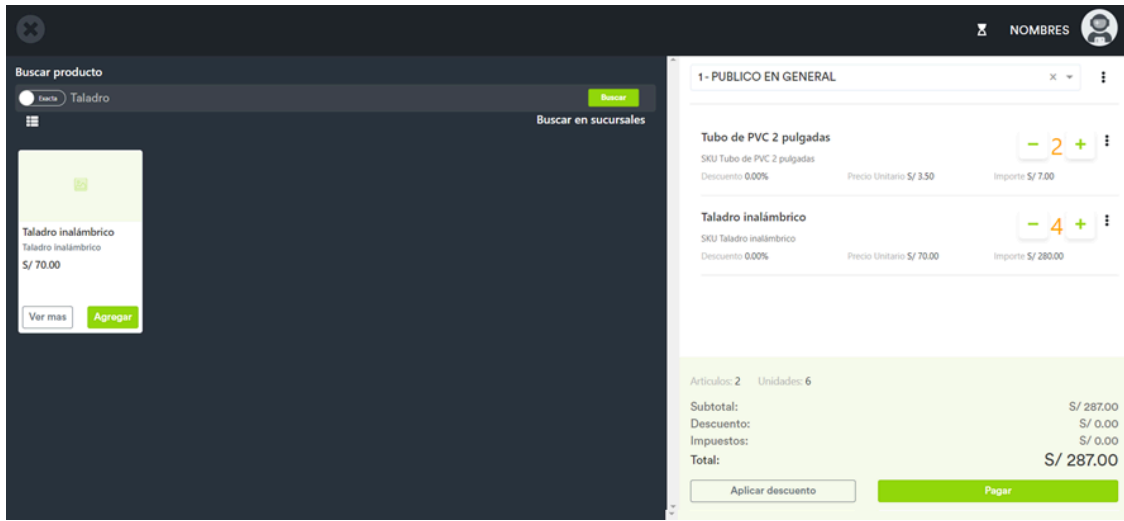 NOMBRES
Buscar producto
Exacta Taladro Buscar
Buscar en sucursales
Taladro inalámbrico
Taladro inalámbrico
S/ 70.00
Ver mas Agregar
1 - PUBLICO EN GENERAL
Tubo de PVC 2 pulgadas
SKU Tubo de PVC 2 pulgadas
− 2 +
Descuento 0.00% Precio Unitario S/ 3.50 Importe S/ 7.00
Taladro inalámbrico
SKU Taladro inalámbrico
− 4 +
Descuento 0.00% Precio Unitario S/ 70.00 Importe S/ 280.00
Artículos: 2 Unidades: 6
Subtotal: S/ 287.00
Descuento: S/ 0.00
Impuestos: S/ 0.00
Total: S/ 287.00
Aplicar descuento Pagar